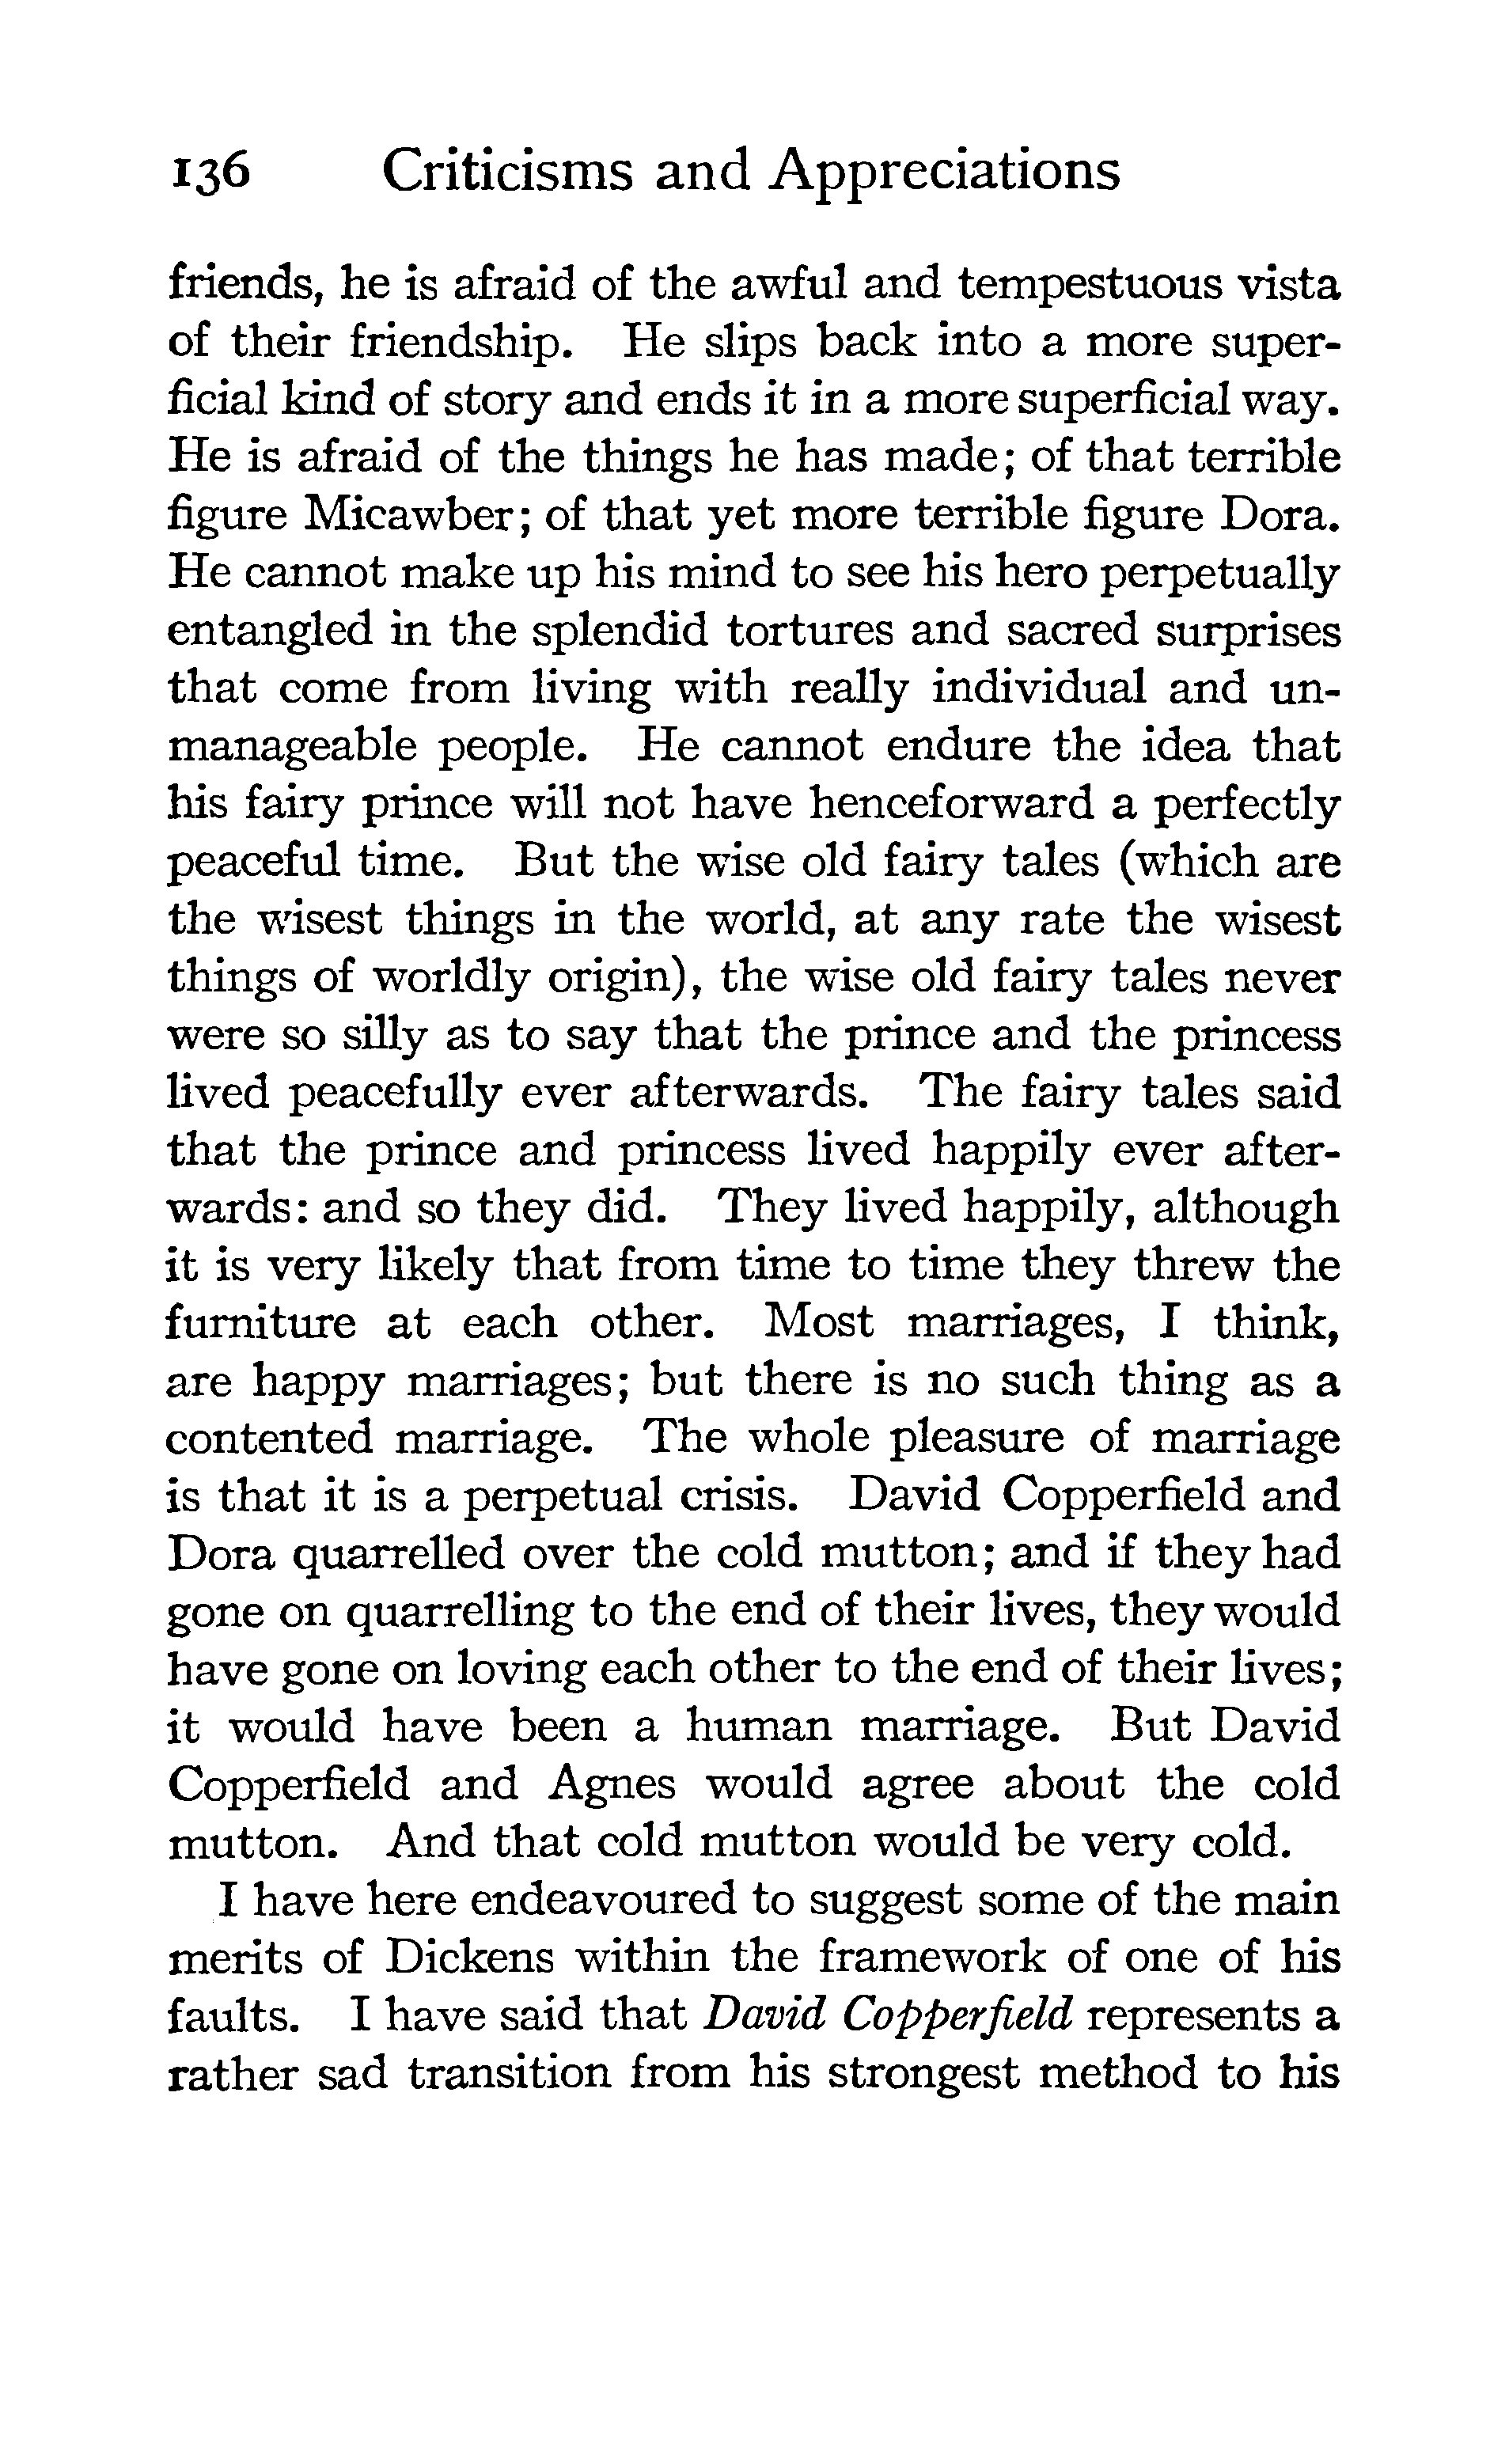 136 Criticisms and Appreciations
friends, he is afraid of the awful and tempestuous vista
of their friendship. He slips back into a more super-
ficial kind of story and ends it in a more superficial way.
He is afraid of the things he has made; of that terrible
figure Micawber; of that yet more terrible figure Dora.
He cannot make up his mind to see his hero perpetually
entangled in the splendid tortures and sacred surprises
that come from living with really individual and un-
manageable people. He cannot endure the idea that
his fairy prince will not have henceforward a perfectly
peaceful time. But the wise old fairy tales (which are
the wisest things in the world, at any rate the wisest
things of worldly origin), the wise old fairy tales never
were so silly as to say that the prince and the princess
lived peacefully ever afterwards. The fairy tales said
that the prince and princess lived happily ever after-
wards: and so they did. They lived happily, although
it is very likely that from time to time they threw the
furniture at each other. Most marriages, I think,
are happy marriages; but there is no such thing as a
contented marriage. The whole pleasure of marriage
is that it is a perpetual crisis. David Copperfield and
Dora quarrelled over the cold mutton; and if they had
gone on quarrelling to the end of their lives, they would
have gone on loving each other to the end of their lives;
it would have been a human marriage. But David
Copperfield and Agnes would agree about the cold
mutton. And that cold mutton would be very cold.
I have here endeavoured to suggest some of the main
merits of Dickens within the framework of one of his
faults. I have said that David Copperfield represents a
rather sad transition from his strongest method to his